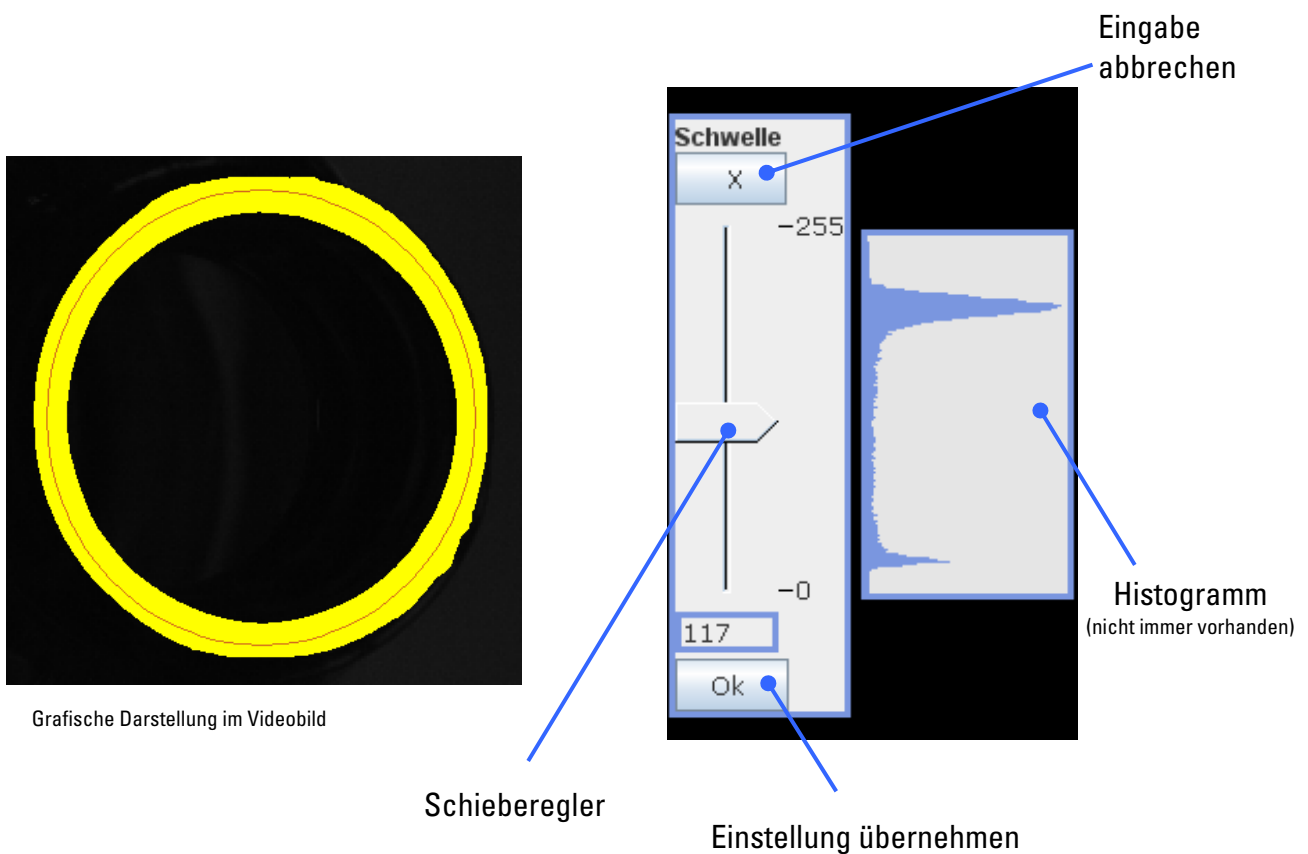 Eingabe
abbrechen
Schwelle
X
-255
-0
117
Ok
Histogramm
(nicht immer vorhanden)
Grafische Darstellung im Videobild
Schieberegler
Einstellung übernehmen